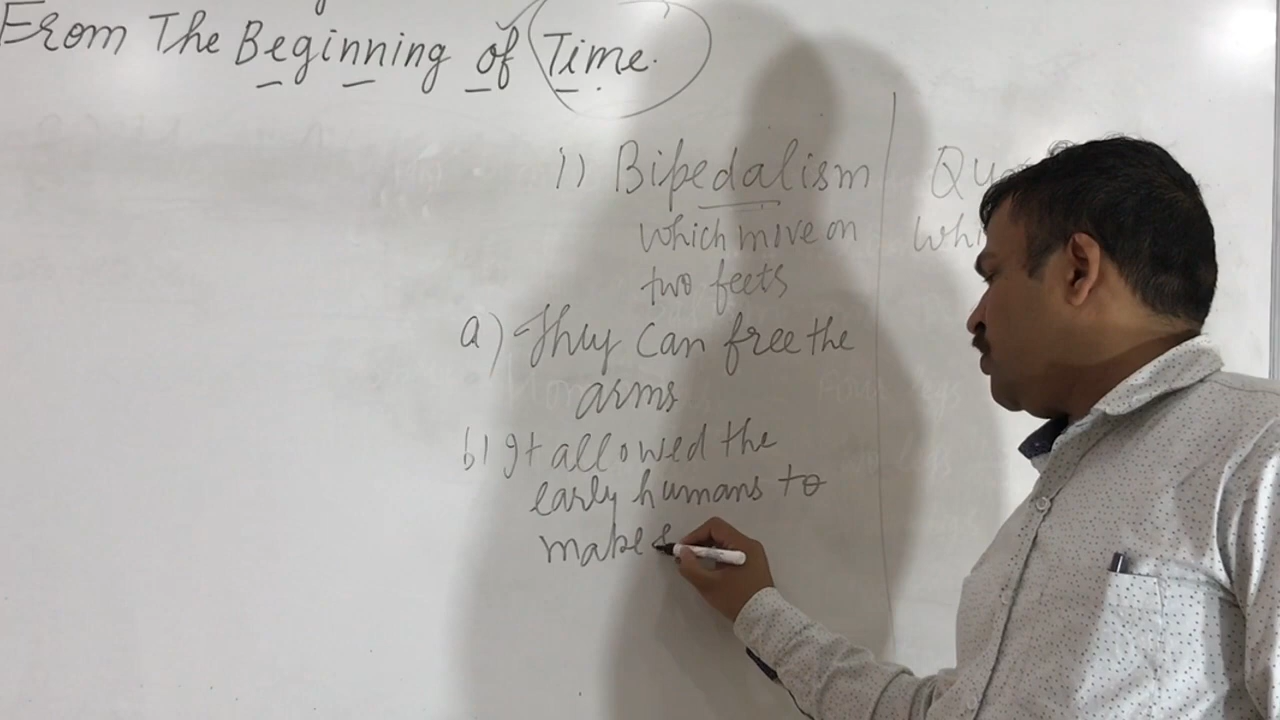 From The Beginning of Time.
1) Bipedalism
which move on
two feets
a) They can free the
arms
b) It allowed the
early humans to
make